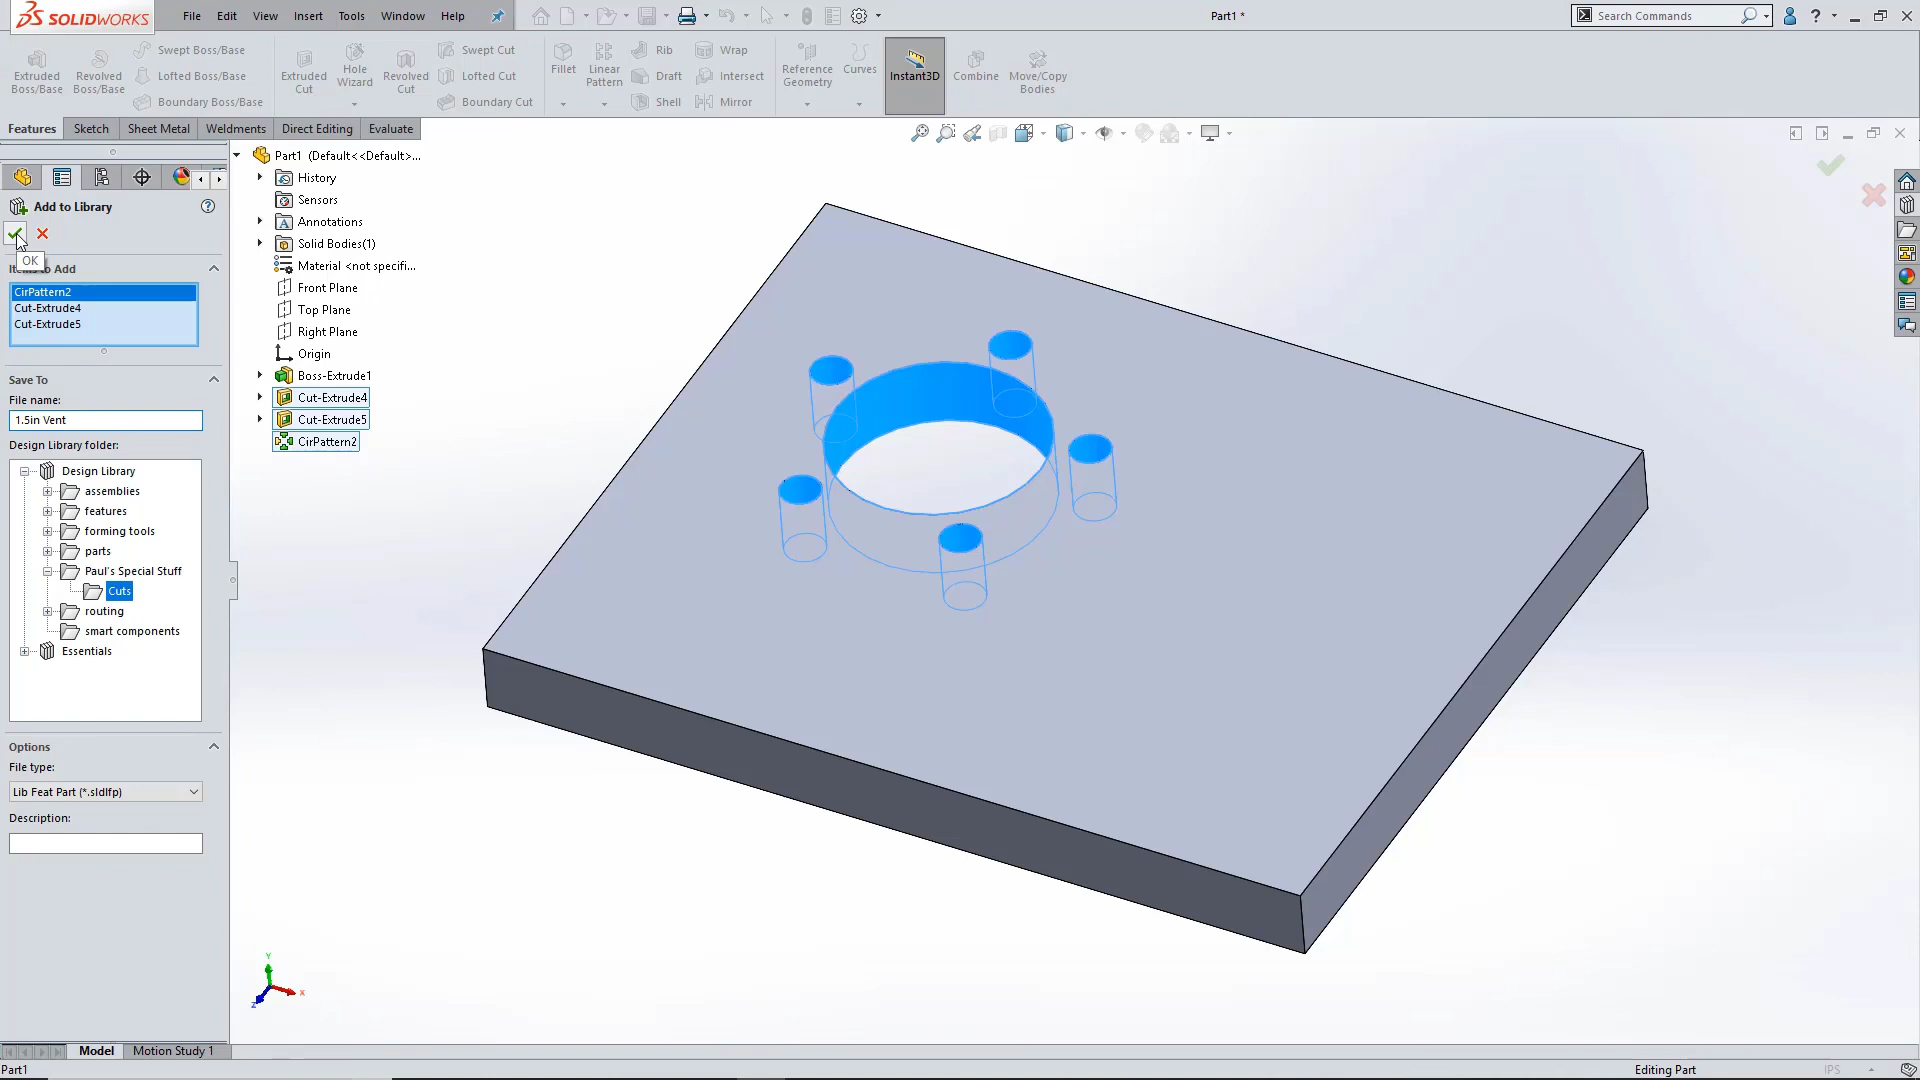 SOLIDWORKS
File Edit View Insert Tools Window Help
Part1 *
Search Commands
Extruded Boss/Base
Revolved Boss/Base
Swept Boss/Base
Lofted Boss/Base
Boundary Boss/Base
Extruded Cut
Hole Wizard
Revolved Cut
Swept Cut
Lofted Cut
Boundary Cut
Fillet
Linear Pattern
Rib
Draft
Shell
Wrap
Intersect
Mirror
Reference Geometry
Curves
Instant3D
Combine
Move/Copy Bodies
Features Sketch Sheet Metal Weldments Direct Editing Evaluate
Add to Library
OK
Items to Add
CirPattern2
Cut-Extrude4
Cut-Extrude5
Save To
File name:
1.5in Vent
Design Library folder:
Design Library
assemblies
features
forming tools
parts
Paul's Special Stuff
Cuts
routing
smart components
Essentials
Options
File type:
Lib Feat Part (*.sldlfp)
Description:
Part1 (Default<<Default>...
History
Sensors
Annotations
Solid Bodies(1)
Material <not specifi...
Front Plane
Top Plane
Right Plane
Origin
Boss-Extrude1
Cut-Extrude4
Cut-Extrude5
CirPattern2
Y
X
Z
Model Motion Study 1
Part1
Editing Part
IPS